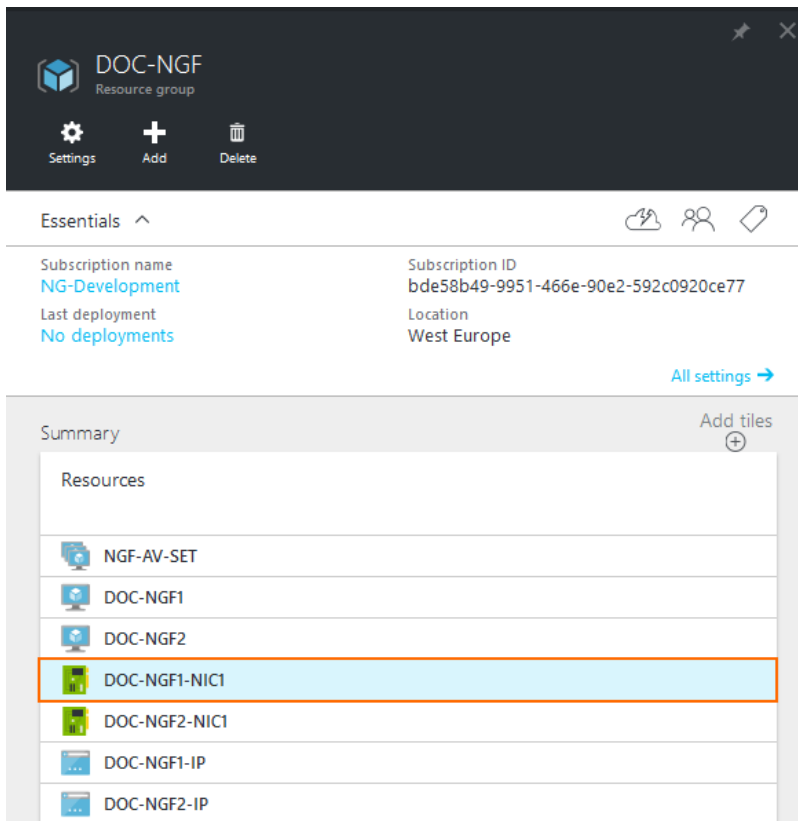 DOC-NGF
Resource group
Settings Add Delete
Essentials
Subscription name Subscription ID
NG-Development bde58b49-9951-466e-90e2-592c0920ce77
Last deployment Location
No deployments West Europe
All settings
Summary Add tiles
Resources
NGF-AV-SET
DOC-NGF1
DOC-NGF2
DOC-NGF1-NIC1
DOC-NGF2-NIC1
DOC-NGF1-IP
DOC-NGF2-IP